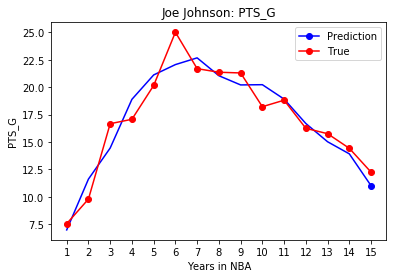 Joe Johnson: PTS_G
Prediction
True
PTS_G
25.0
22.5
20.0
17.5
15.0
12.5
10.0
7.5
1 2 3 4 5 6 7 8 9 10 11 12 13 14 15
Years in NBA